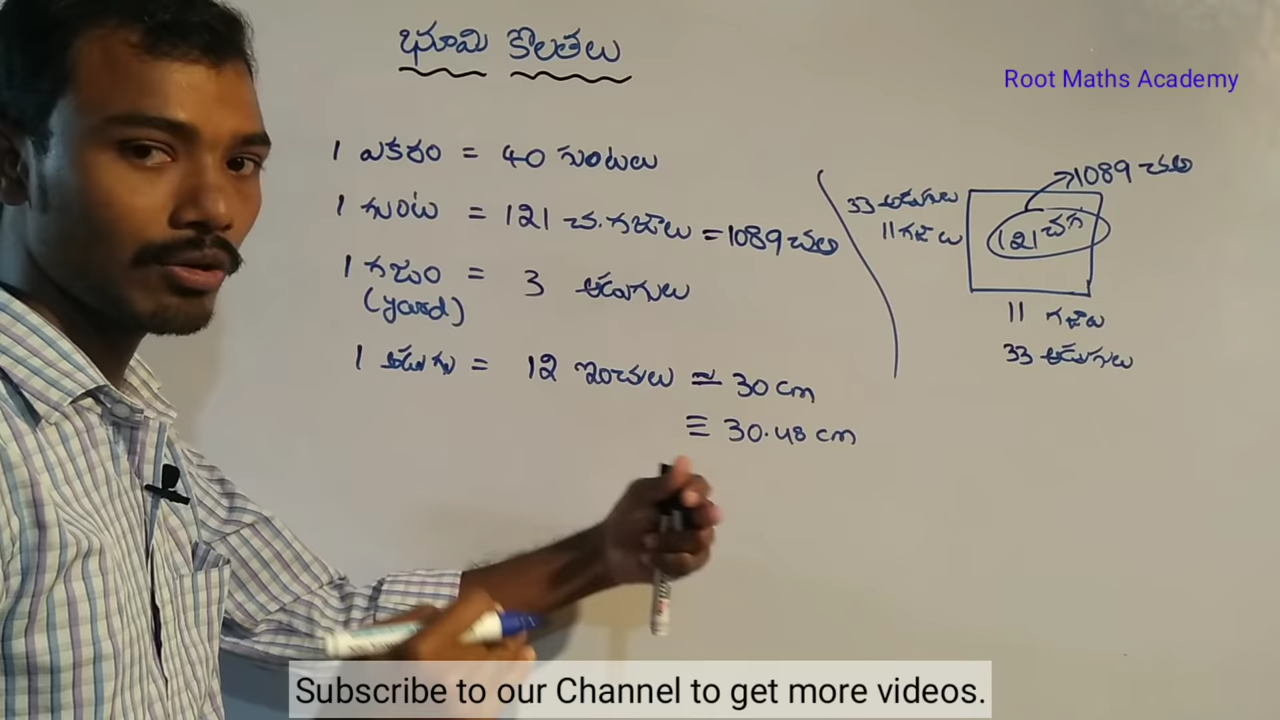 భూమి కొలతలు
Root Maths Academy
1 ఎకరం = 40 గుంటలు
1 గుంట = 121 చ.గజాలు = 1089 చఅ
1 గజం = 3 అడుగులు
(yard)
1 అడుగు = 12 ఇంచులు ≃ 30 cm
≡ 30.48 cm
1089 చఅ
33 అడుగులు
11 గజాలు
121 చగ
11 గజాలు
33 అడుగులు
Subscribe to our Channel to get more videos.